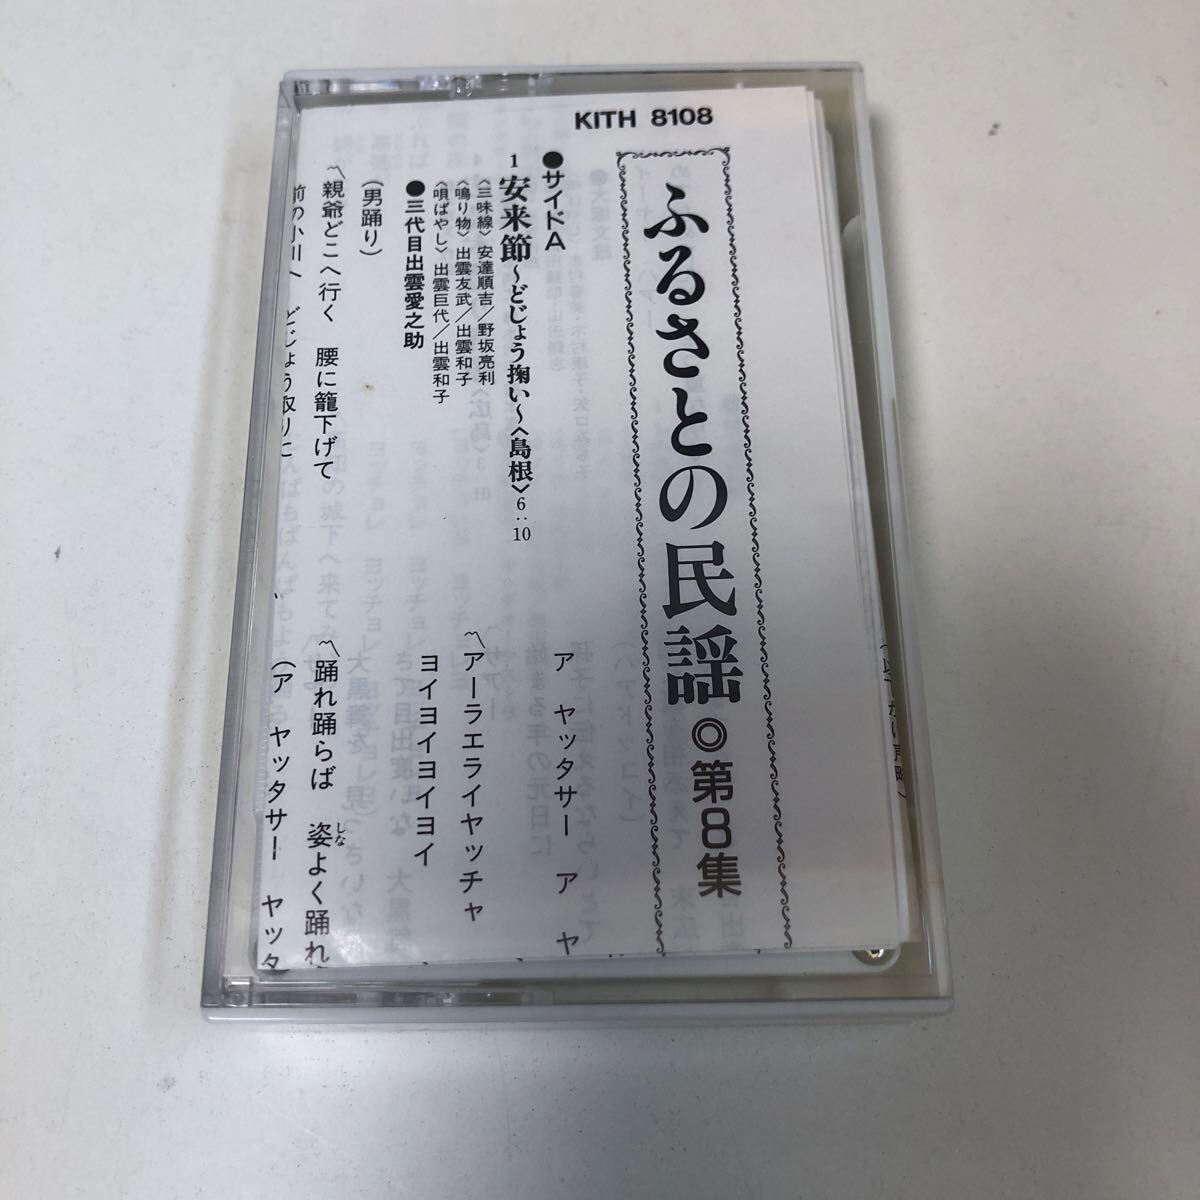 KITH 8108
ふるさとの民謡◎第8集
●サイドA
1 安来節～どじょう掬い～〈島根〉6:10
〈三味線〉安達順吉／野坂亮利
〈鳴り物〉出雲友武／出雲和子
〈唄ばやし〉出雲巨代／出雲和子
●三代目出雲愛之助
（男踊り）
〽親爺どこへ行く 腰に籠下げて
前の小川へ どじょう取りに
ア ヤッタサー ア ヤ
〽アーラエライヤッチャ
ヨイヨイヨイヨイ
〽踊れ踊らば 姿よく踊れ
しな
（ア ヤッタサー ヤッタ